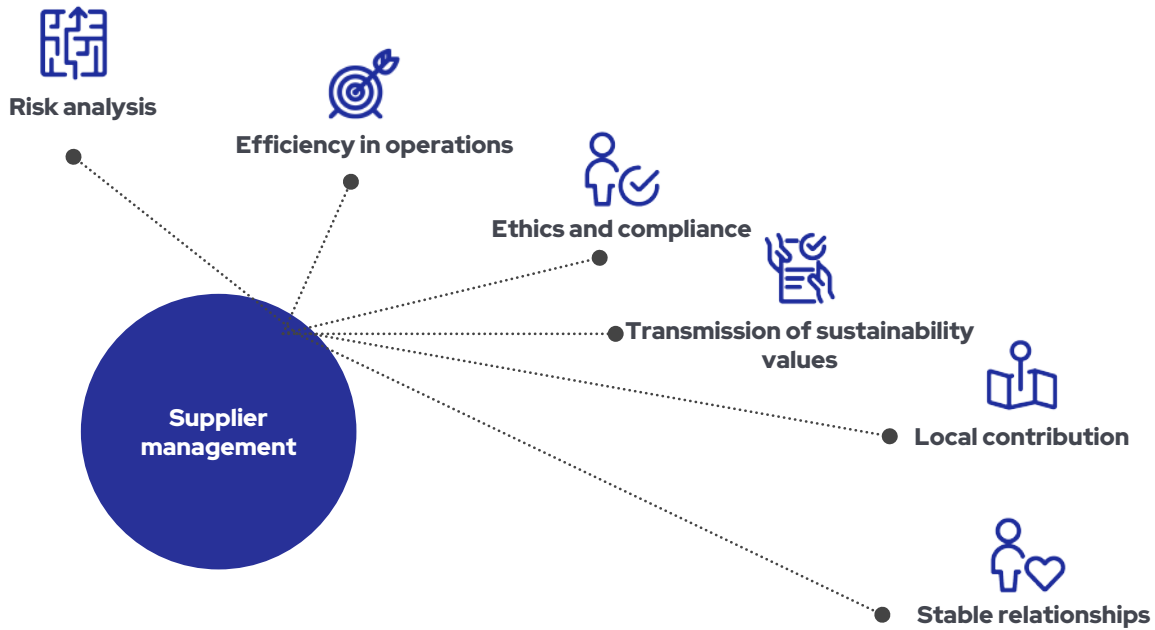 Risk analysis
Efficiency in operations
Ethics and compliance
Transmission of sustainability
values
Local contribution
Supplier
management
Stable relationships